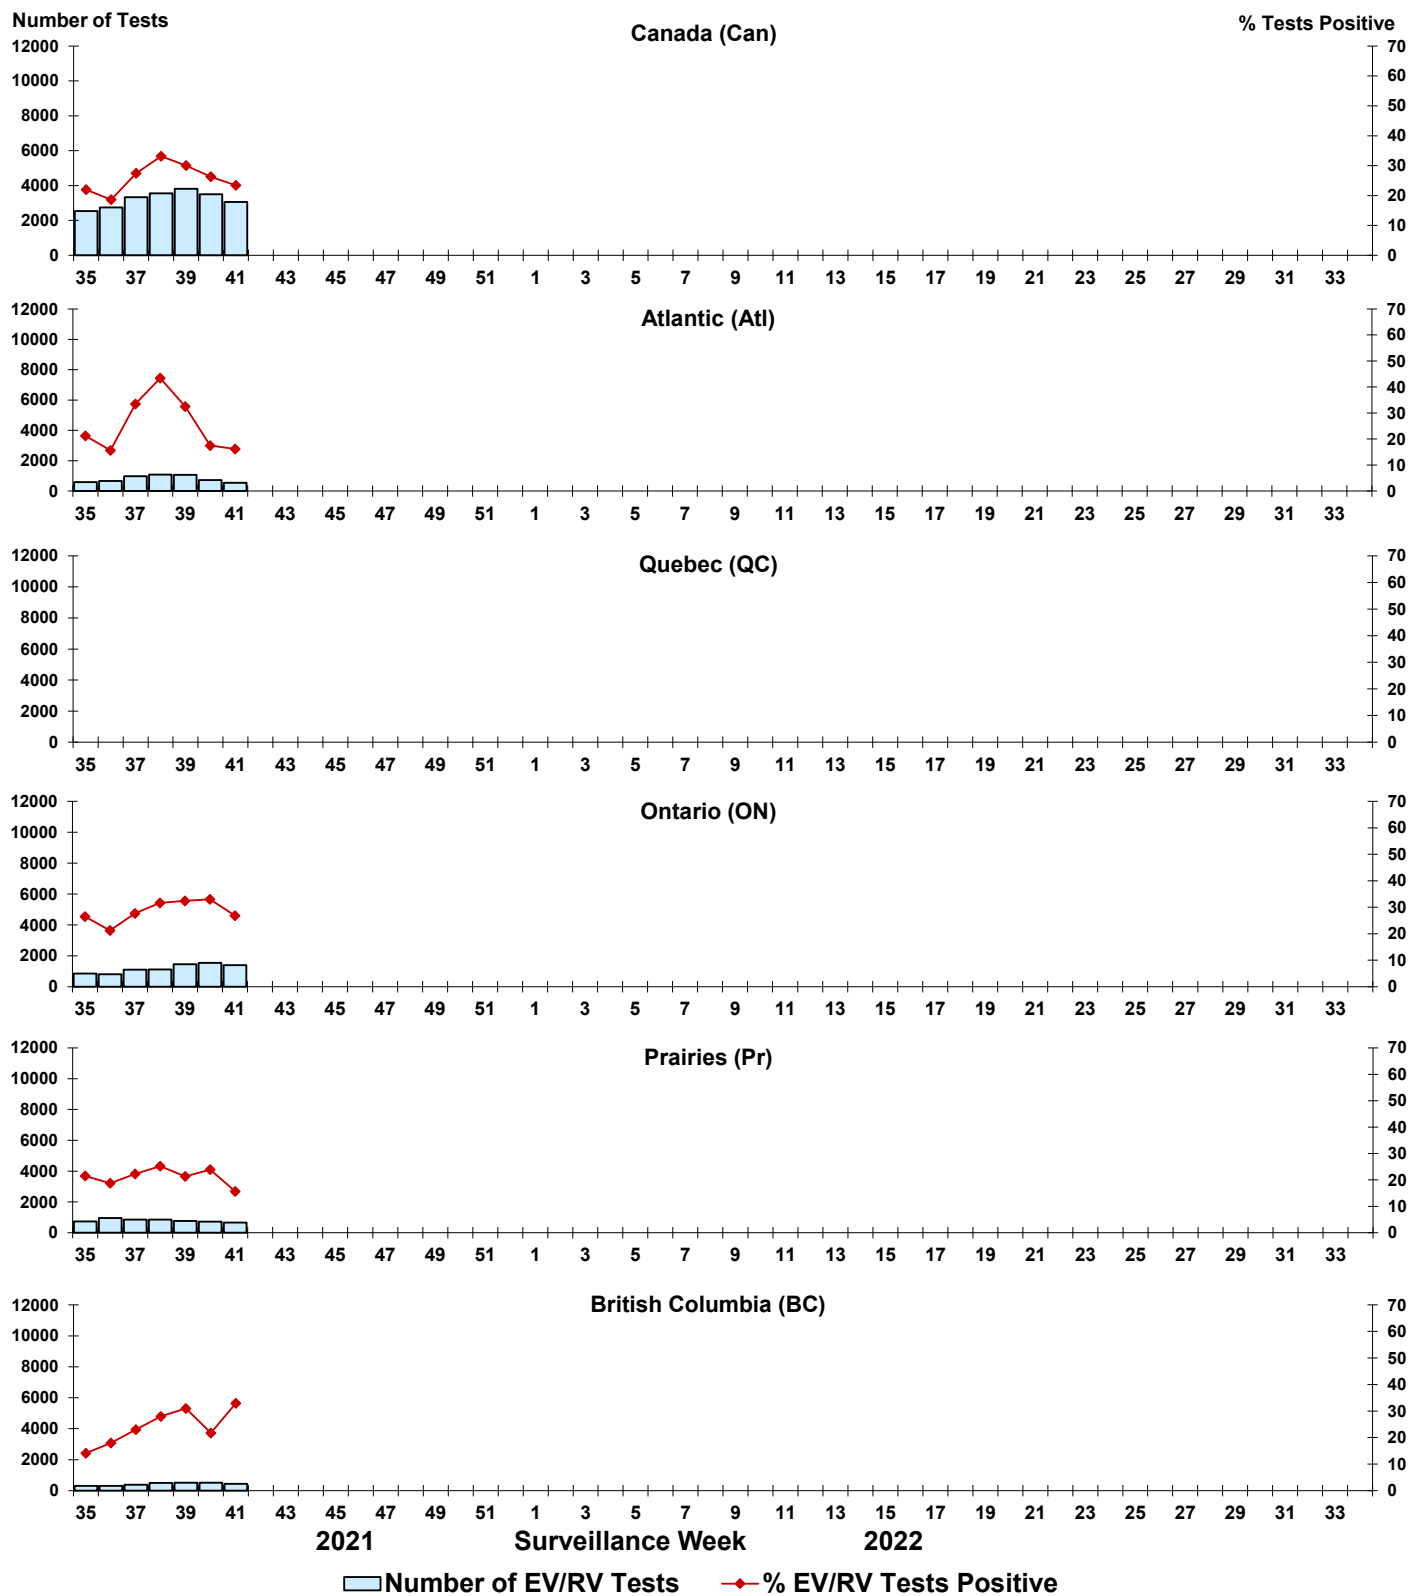 Number of Tests
% Tests Positive
Canada (Can)
12000 10000 8000 6000 4000 2000 0
70 60 50 40 30 20 10 0
35 37 39 41 43 45 47 49 51 1 3 5 7 9 11 13 15 17 19 21 23 25 27 29 31 33
Atlantic (Atl)
12000 10000 8000 6000 4000 2000 0
70 60 50 40 30 20 10 0
35 37 39 41 43 45 47 49 51 1 3 5 7 9 11 13 15 17 19 21 23 25 27 29 31 33
Quebec (QC)
12000 10000 8000 6000 4000 2000 0
70 60 50 40 30 20 10 0
35 37 39 41 43 45 47 49 51 1 3 5 7 9 11 13 15 17 19 21 23 25 27 29 31 33
Ontario (ON)
12000 10000 8000 6000 4000 2000 0
70 60 50 40 30 20 10 0
35 37 39 41 43 45 47 49 51 1 3 5 7 9 11 13 15 17 19 21 23 25 27 29 31 33
Prairies (Pr)
12000 10000 8000 6000 4000 2000 0
70 60 50 40 30 20 10 0
35 37 39 41 43 45 47 49 51 1 3 5 7 9 11 13 15 17 19 21 23 25 27 29 31 33
British Columbia (BC)
12000 10000 8000 6000 4000 2000 0
70 60 50 40 30 20 10 0
35 37 39 41 43 45 47 49 51 1 3 5 7 9 11 13 15 17 19 21 23 25 27 29 31 33
2021 Surveillance Week 2022
Number of EV/RV Tests % EV/RV Tests Positive